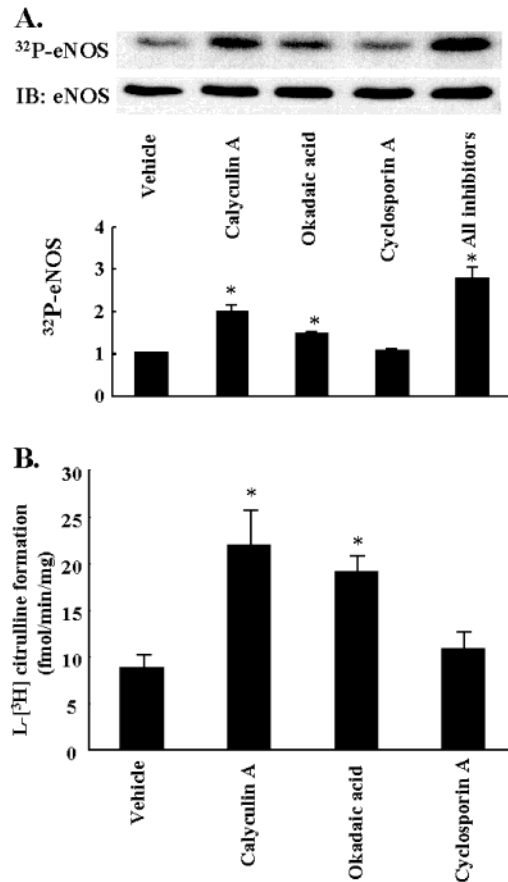 A.
³²P-eNOS
IB: eNOS
Vehicle
Calyculin A
Okadaic acid
Cyclosporin A
All inhibitors
³²P-eNOS
4
3
2
1
0
*
*
*
B.
L-[³H] citrulline formation
(fmol/min/mg)
30
25
20
15
10
5
0
*
*
Vehicle
Calyculin A
Okadaic acid
Cyclosporin A